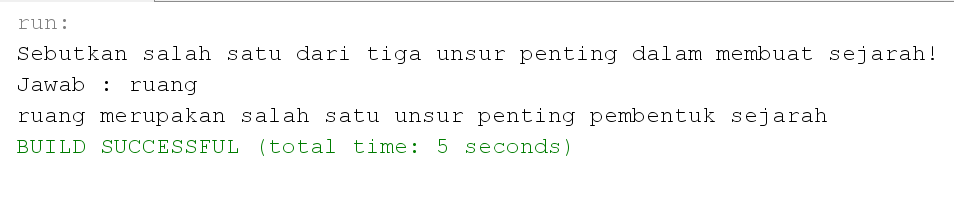 run:
Sebutkan salah satu dari tiga unsur penting dalam membuat sejarah!
Jawab : ruang
ruang merupakan salah satu unsur penting pembentuk sejarah
BUILD SUCCESSFUL (total time: 5 seconds)